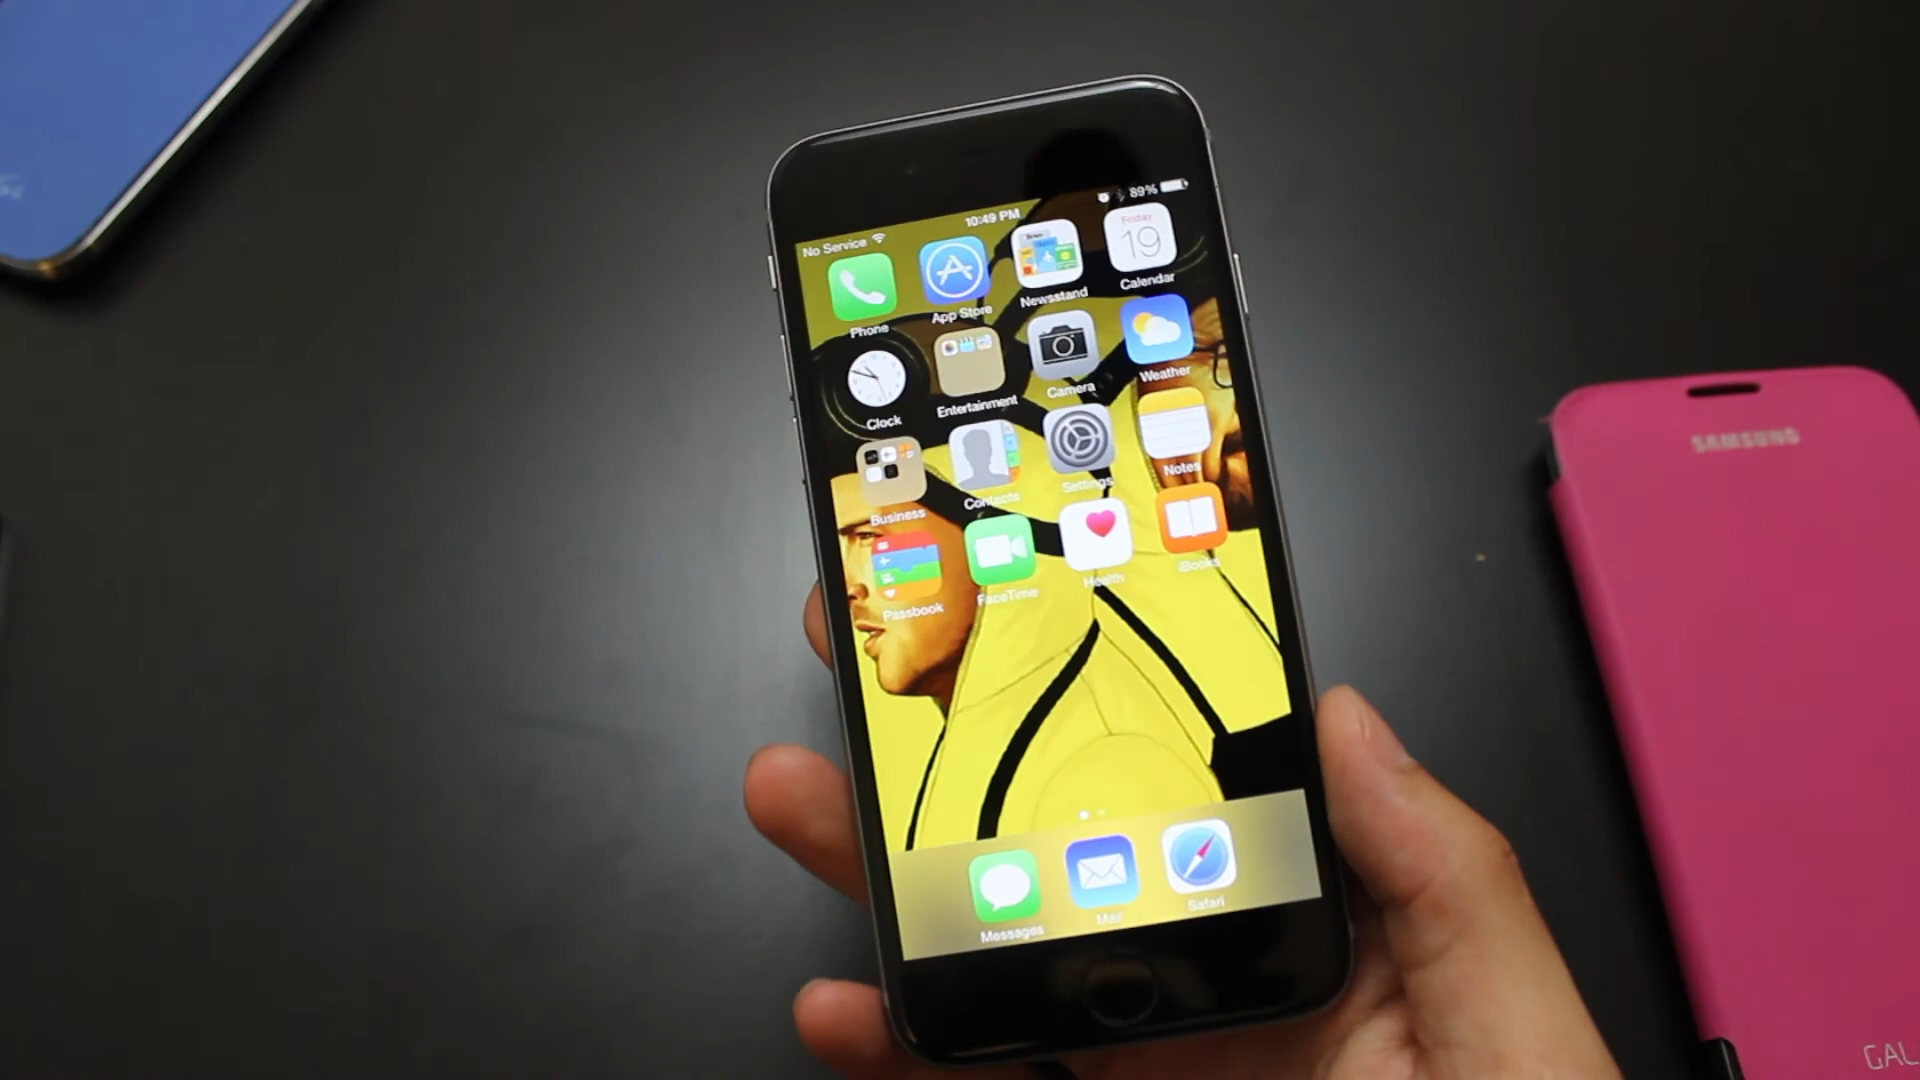 No Service
10:49 PM
89%
Phone
App Store
Newsstand
Friday
19
Calendar
Clock
Entertainment
Camera
Weather
Business
Contacts
Settings
Notes
Passbook
FaceTime
Health
iBooks
Messages
Mail
Safari
SAMSUNG
GAL